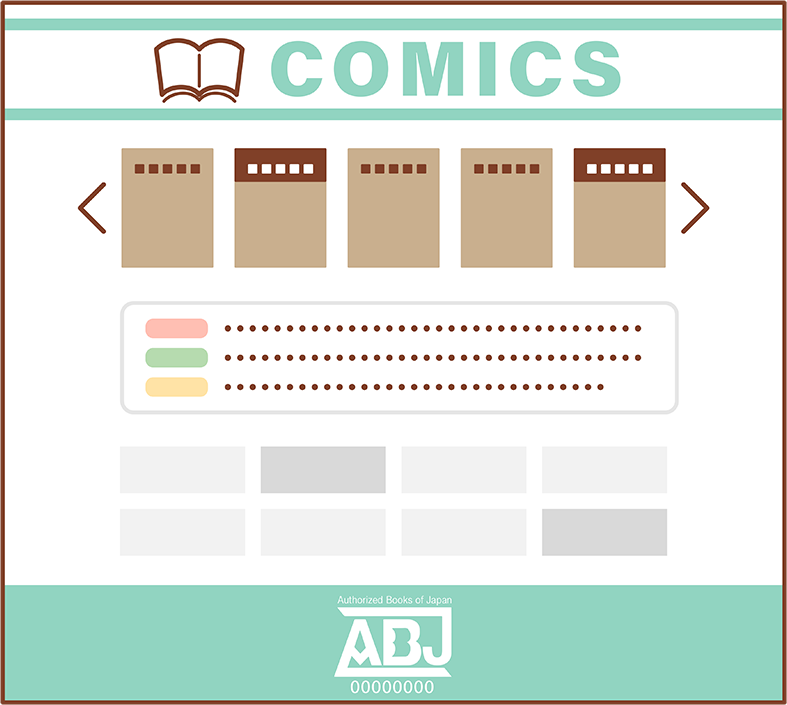 COMICS
Authorized Books of Japan
ABJ
00000000